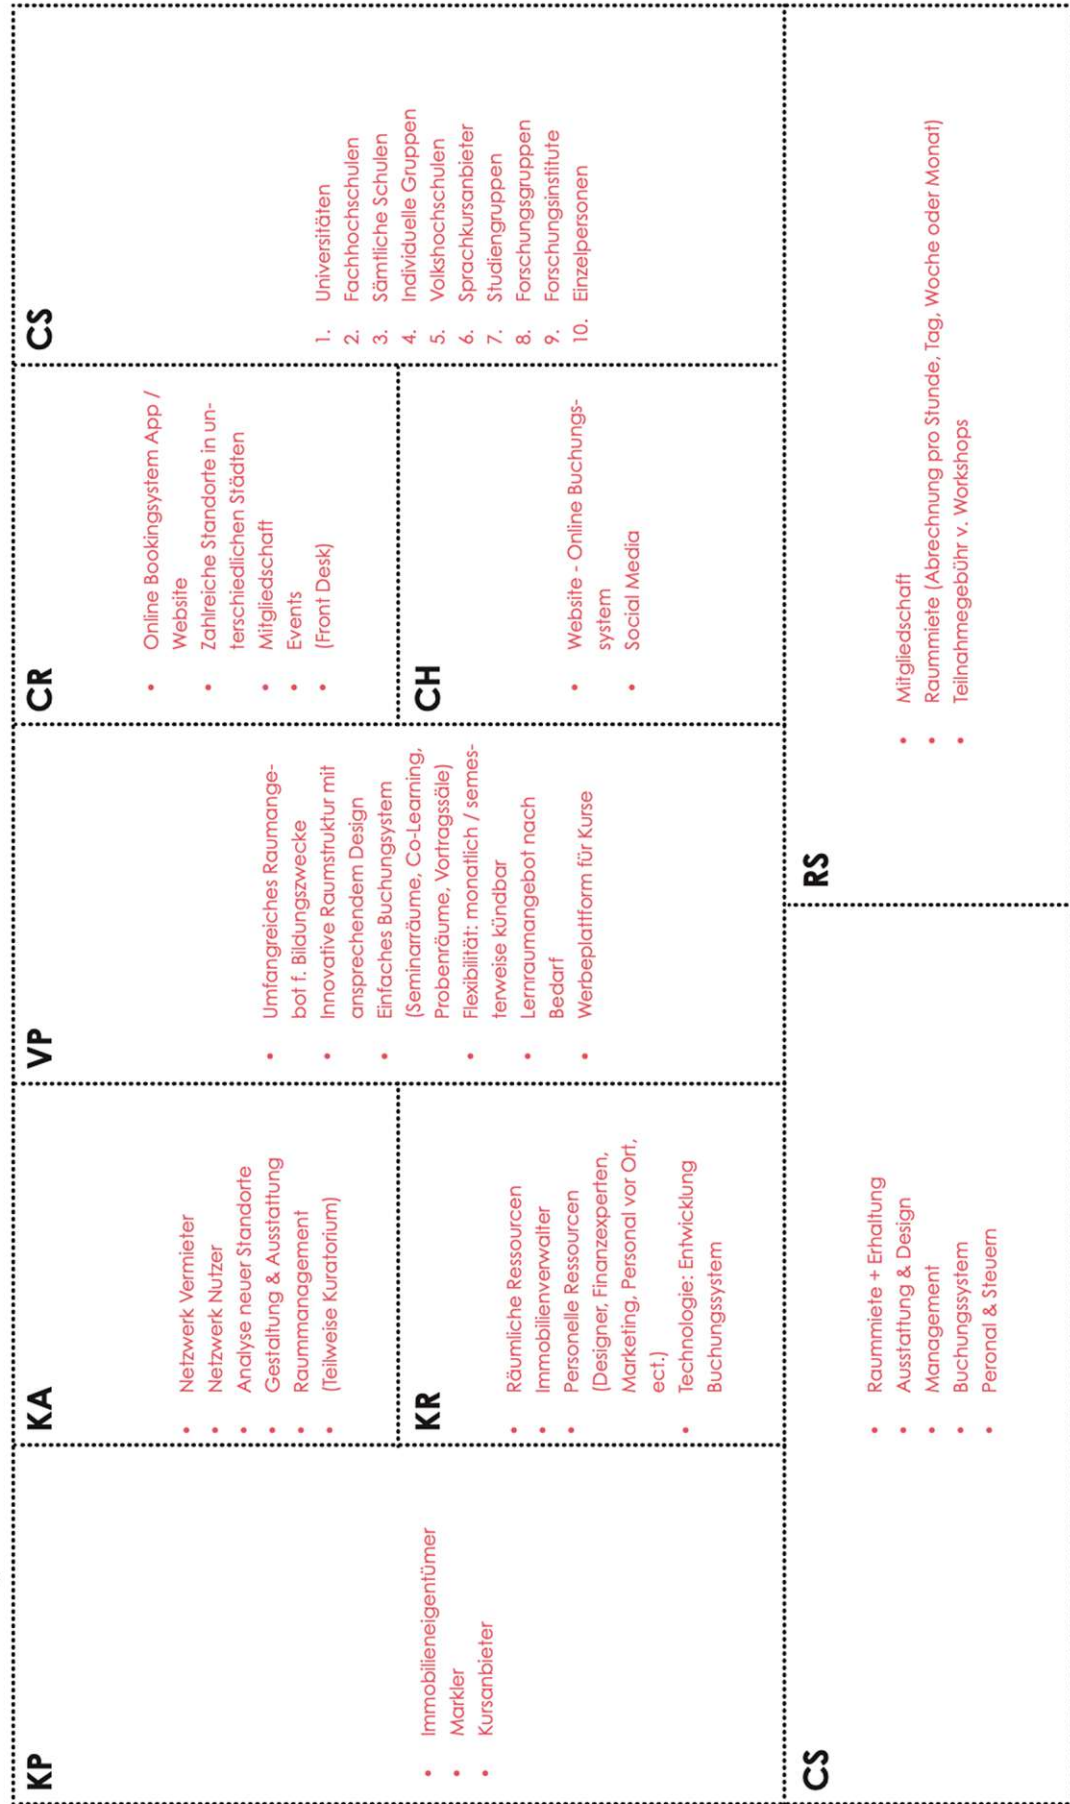 KP
• Immobilieneigentümer
• Markler
• Kursanbieter
KA
• Netzwerk Vermieter
• Netzwerk Nutzer
• Analyse neuer Standorte
• Gestaltung & Ausstattung
• Raummanagement
• (Teilweise Kuratorium)
KR
• Räumliche Ressourcen
• Immobilienverwalter
• Personelle Ressourcen
(Designer, Finanzexperten,
Marketing, Personal vor Ort,
ect.)
• Technologie: Entwicklung
Buchungssystem
VP
• Umfangreiches Raumange-
bot f. Bildungszwecke
• Innovative Raumstruktur mit
ansprechendem Design
• Einfaches Buchungsystem
(Seminarräume, Co-Learning,
Probenräume, Vortragssäle)
• Flexibilität: monatlich / semes-
terweise kündbar
• Lernraumangebot nach
Bedarf
• Werbeplattform für Kurse
CR
• Online Bookingsystem App /
Website
• Zahlreiche Standorte in un-
terschiedlichen Städten
• Mitgliedschaft
• Events
• (Front Desk)
CH
• Website - Online Buchungs-
system
• Social Media
CS
1. Universitäten
2. Fachhochschulen
3. Sämtliche Schulen
4. Individuelle Gruppen
5. Volkshochschulen
6. Sprachkursanbieter
7. Studiengruppen
8. Forschungsgruppen
9. Forschungsinstitute
10. Einzelpersonen
CS
• Raummiete + Erhaltung
• Ausstattung & Design
• Management
• Buchungssystem
• Peronal & Steuern
RS
• Mitgliedschaft
• Raummiete (Abrechnung pro Stunde, Tag, Woche oder Monat)
• Teilnahmegebühr v. Workshops